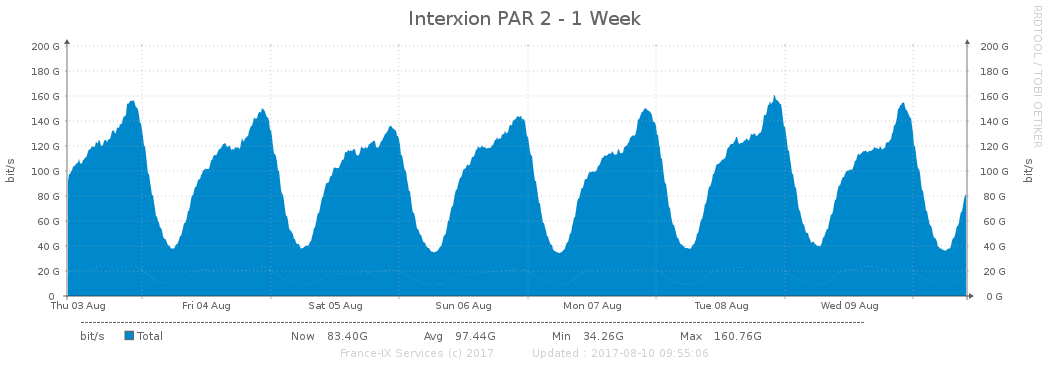 Interxion PAR 2 - 1 Week
RRDTOOL / TOBI OETIKER
200 G 200 G
180 G 180 G
160 G 160 G
140 G 140 G
120 G 120 G
100 G 100 G
80 G 80 G
60 G 60 G
40 G 40 G
20 G 20 G
0 0 G
bit/s bit/s
Thu 03 Aug Fri 04 Aug Sat 05 Aug Sun 06 Aug Mon 07 Aug Tue 08 Aug Wed 09 Aug
bit/s Total Now 83.40G Avg 97.44G Min 34.26G Max 160.76G
France-IX Services (c) 2017 Updated : 2017-08-10 09:55:06